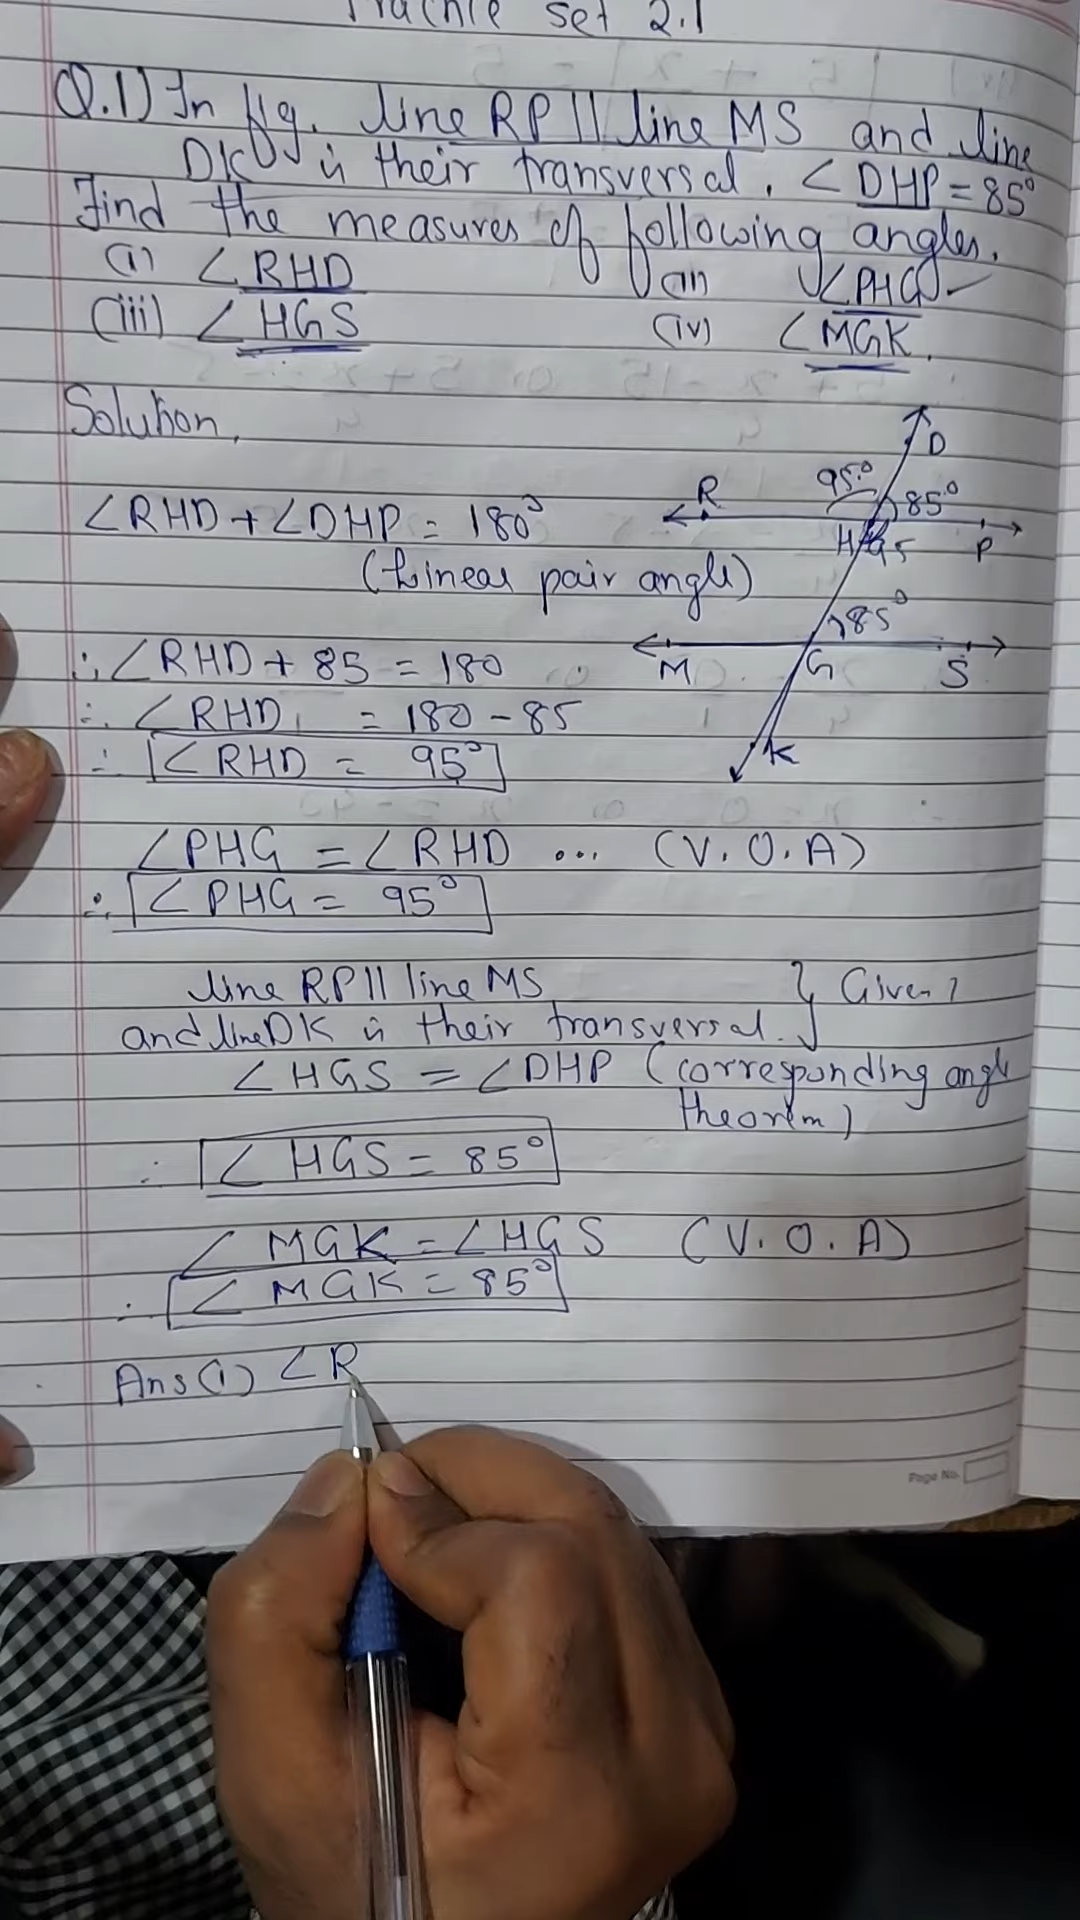 Practice set 2.1
Q.1) In fig. line RP || line MS and line
DK is their transversal. ∠DHP = 85°
Find the measures of following angles.
(i) ∠RHD (ii) ∠PHG
(iii) ∠HGS (iv) ∠MGK.
Solution,
∠RHD + ∠DHP = 180°
(Linear pair angle)
∴ ∠RHD + 85 = 180
∴ ∠RHD = 180 - 85
∴ ∠RHD = 95°
D
95° 85°
R
H 95 P
85°
M G S
K
∠PHG = ∠RHD ... (V.O.A)
∴ ∠PHG = 95°
line RP || line MS
and line DK is their transversal. } Given
∠HGS = ∠DHP (corresponding angle
theorem)
∴ ∠HGS = 85°
∠MGK = ∠HGS (V.O.A)
∴ ∠MGK = 85°
Ans (i) ∠R
Page No.